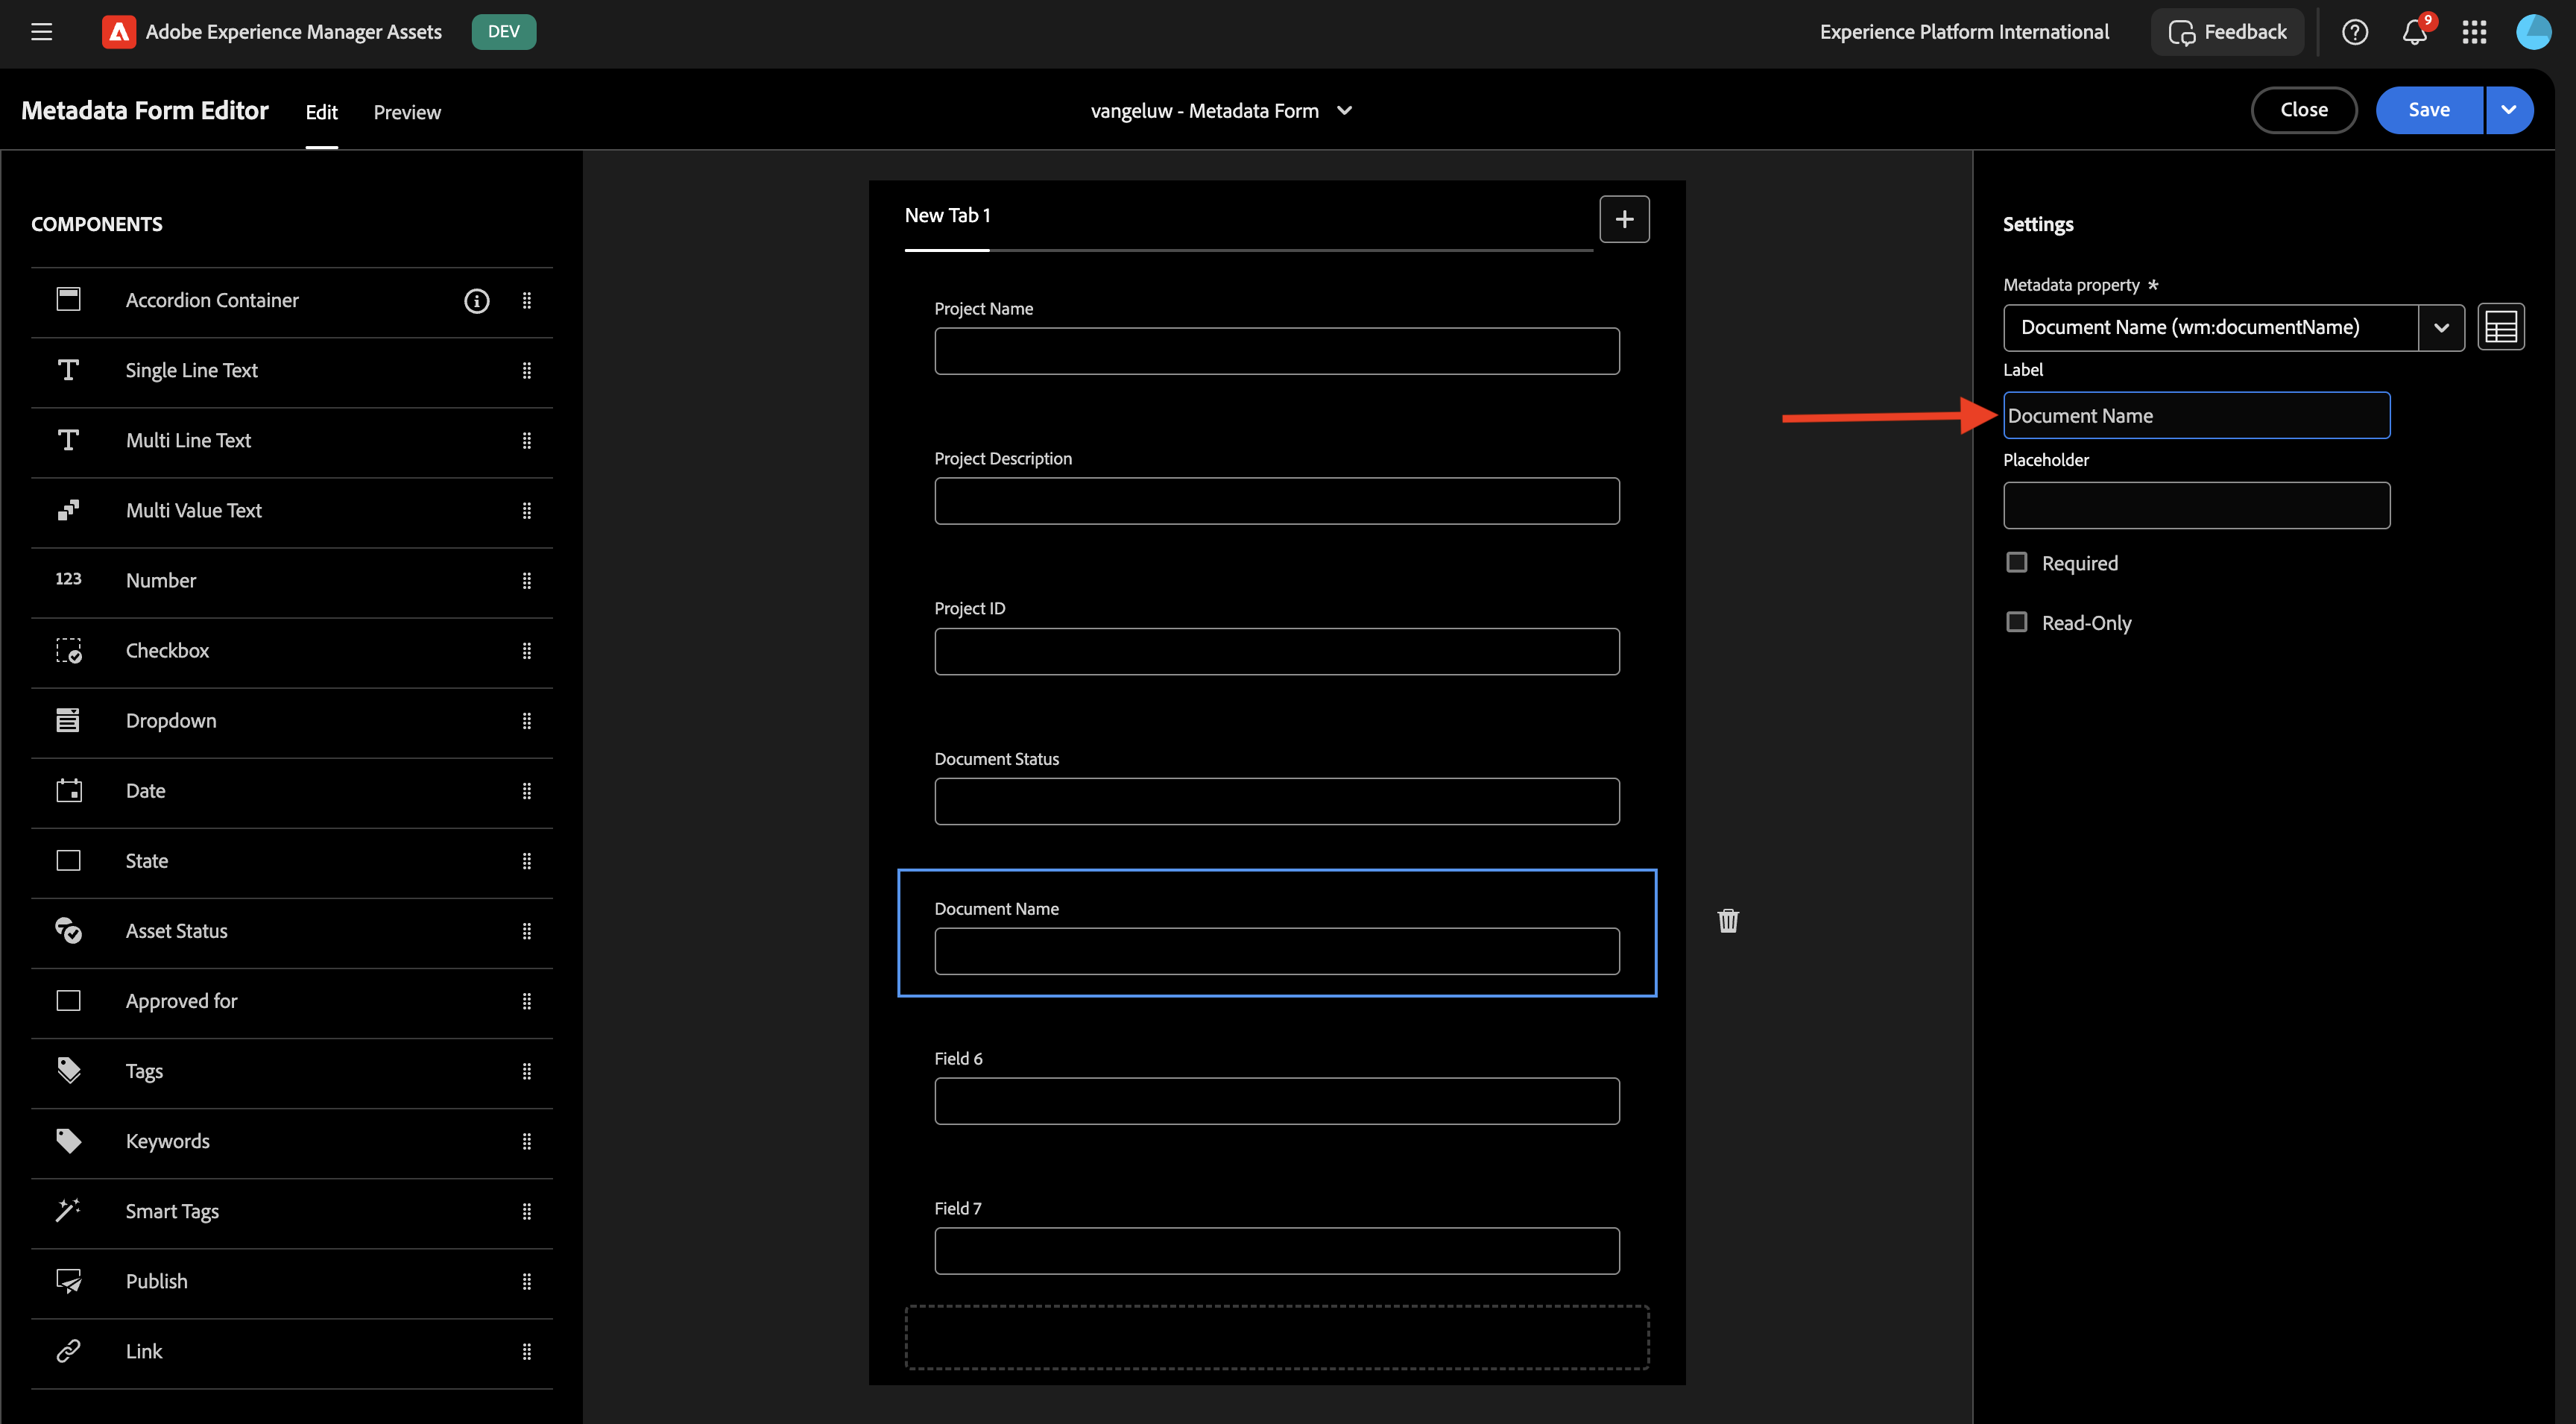 Adobe Experience Manager Assets
DEV
Experience Platform International
Feedback
9
Metadata Form Editor
Edit
Preview
vangeluw - Metadata Form
Close
Save
COMPONENTS
Accordion Container
Single Line Text
Multi Line Text
Multi Value Text
123
Number
Checkbox
Dropdown
Date
State
Asset Status
Approved for
Tags
Keywords
Smart Tags
Publish
Link
New Tab 1
Project Name
Project Description
Project ID
Document Status
Document Name
Field 6
Field 7
Settings
Metadata property *
Document Name (wm:documentName)
Label
Document Name
Placeholder
Required
Read-Only